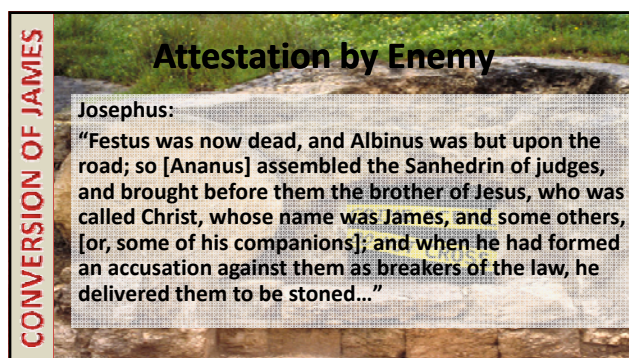 CONVERSION OF JAMES
Attestation by Enemy
Josephus:
“Festus was now dead, and Albinus was but upon the
road; so [Ananus] assembled the Sanhedrin of judges,
and brought before them the brother of Jesus, who was
called Christ, whose name was James, and some others,
[or, some of his companions]; and when he had formed
an accusation against them as breakers of the law, he
delivered them to be stoned…”